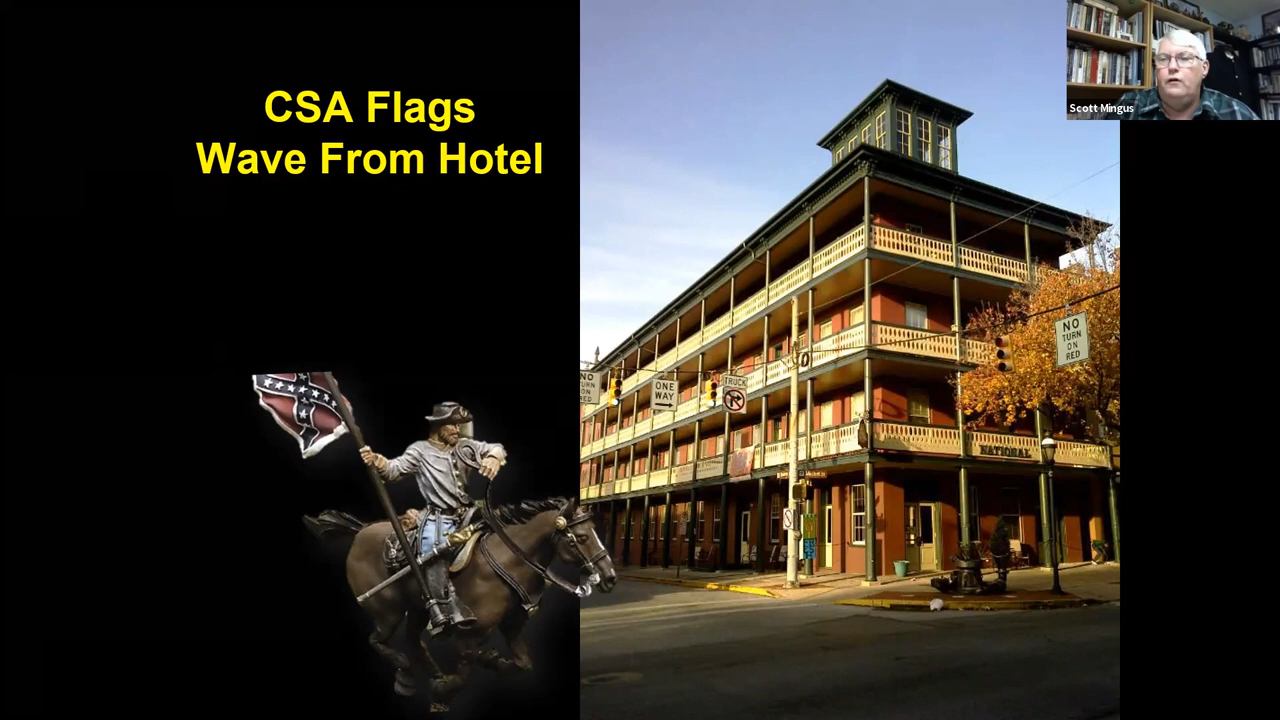 CSA Flags
Wave From Hotel
Scott Mingus
NO
TURN
ON
RED
NO
TURN
ON
RED
ONE
WAY
TRUCK
NATIONAL